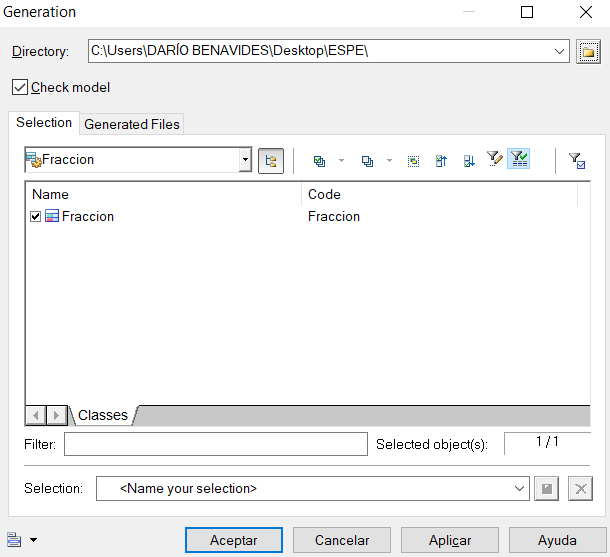 Generation
Directory: C:\Users\DARÍO BENAVIDES\Desktop\ESPE\
Check model
Selection Generated Files
Fraccion
Name Code
Fraccion Fraccion
Classes
Filter: Selected object(s): 1 / 1
Selection: <Name your selection>
Aceptar Cancelar Aplicar Ayuda